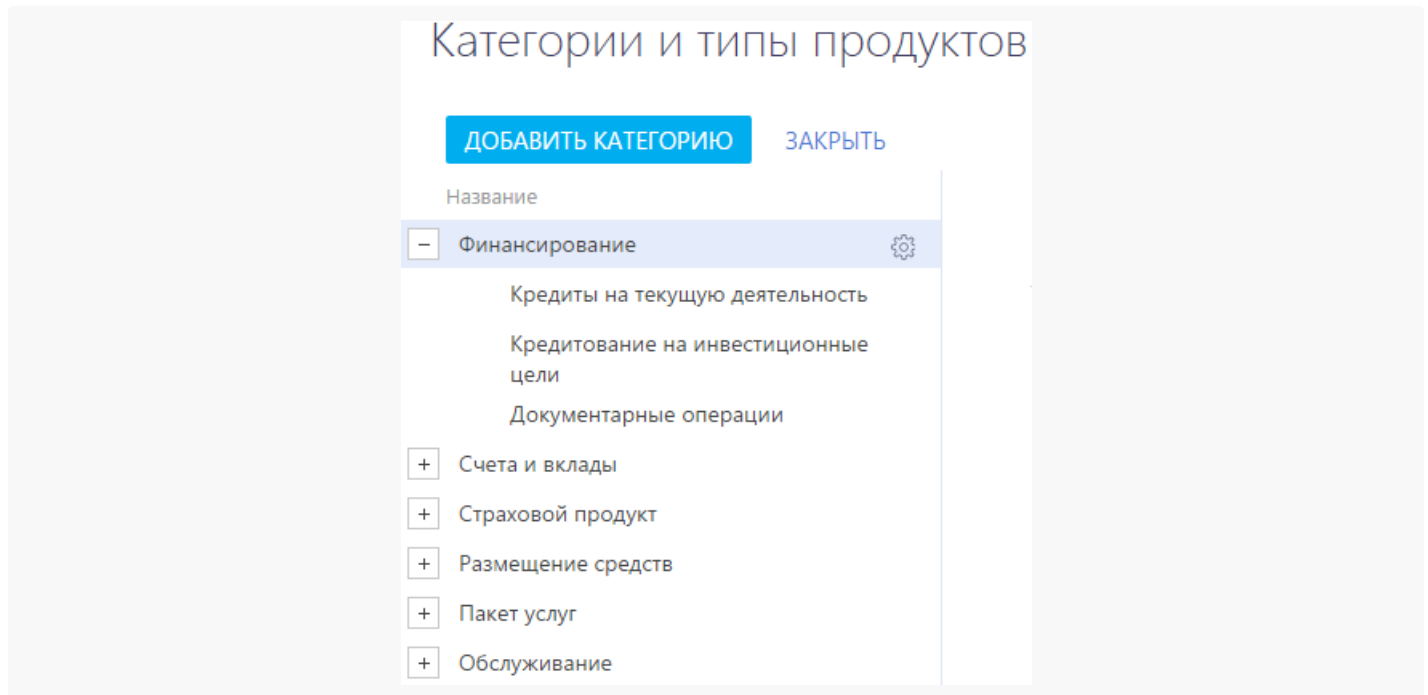 Категории и типы продуктов
ДОБАВИТЬ КАТЕГОРИЮ ЗАКРЫТЬ
Название
Финансирование
Кредиты на текущую деятельность
Кредитование на инвестиционные
цели
Документарные операции
Счета и вклады
Страховой продукт
Размещение средств
Пакет услуг
Обслуживание